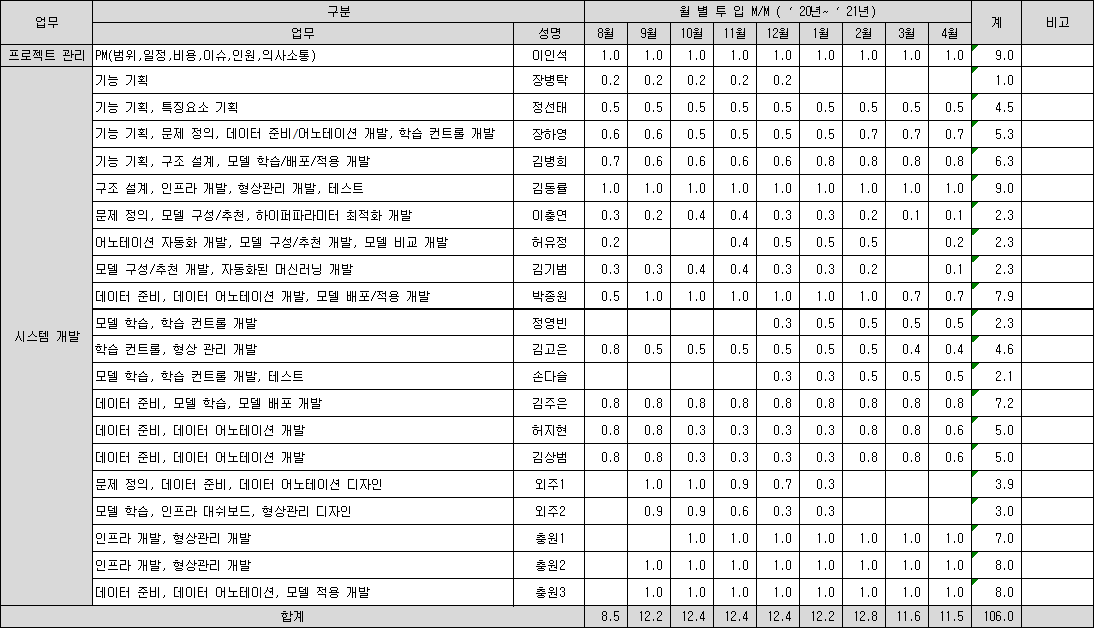 업무 구분 월 별 투 입 M/M ( ‘ 20년~ ‘ 21년) 계 비고
업무 성명 8월 9월 10월 11월 12월 1월 2월 3월 4월
프로젝트 관리 PM(범위,일정,비용,이슈,인원,의사소통) 이인석 1.0 1.0 1.0 1.0 1.0 1.0 1.0 1.0 1.0 9.0
시스템 개발
기능 기획 장병탁 0.2 0.2 0.2 0.2 0.2 1.0
기능 기획, 특징요소 기획 정선태 0.5 0.5 0.5 0.5 0.5 0.5 0.5 0.5 0.5 4.5
기능 기획, 문제 정의, 데이터 준비/어노테이션 개발, 학습 컨트롤 개발 장하영 0.6 0.6 0.5 0.5 0.5 0.5 0.7 0.7 0.7 5.3
기능 기획, 구조 설계, 모델 학습/배포/적용 개발 김병희 0.7 0.6 0.6 0.6 0.6 0.8 0.8 0.8 0.8 6.3
구조 설계, 인프라 개발, 형상관리 개발, 테스트 김동률 1.0 1.0 1.0 1.0 1.0 1.0 1.0 1.0 1.0 9.0
문제 정의, 모델 구성/추천, 하이퍼파라미터 최적화 개발 이충연 0.3 0.2 0.4 0.4 0.3 0.3 0.2 0.1 0.1 2.3
어노테이션 자동화 개발, 모델 구성/추천 개발, 모델 비교 개발 허유정 0.2 0.4 0.5 0.5 0.5 0.2 2.3
모델 구성/추천 개발, 자동화된 머신러닝 개발 김기범 0.3 0.3 0.4 0.4 0.3 0.3 0.2 0.1 2.3
데이터 준비, 데이터 어노테이션 개발, 모델 배포/적용 개발 박종원 0.5 1.0 1.0 1.0 1.0 1.0 1.0 0.7 0.7 7.9
모델 학습, 학습 컨트롤 개발 정영빈 0.3 0.5 0.5 0.5 0.5 2.3
학습 컨트롤, 형상 관리 개발 김고은 0.8 0.5 0.5 0.5 0.5 0.5 0.5 0.4 0.4 4.6
모델 학습, 학습 컨트롤 개발, 테스트 손다슬 0.3 0.3 0.5 0.5 0.5 2.1
데이터 준비, 모델 학습, 모델 배포 개발 김주은 0.8 0.8 0.8 0.8 0.8 0.8 0.8 0.8 0.8 7.2
데이터 준비, 데이터 어노테이션 개발 허지현 0.8 0.8 0.3 0.3 0.3 0.3 0.8 0.8 0.6 5.0
데이터 준비, 데이터 어노테이션 개발 김상범 0.8 0.8 0.3 0.3 0.3 0.3 0.8 0.8 0.6 5.0
문제 정의, 데이터 준비, 데이터 어노테이션 디자인 외주1 1.0 1.0 0.9 0.7 0.3 3.9
모델 학습, 인프라 대쉬보드, 형상관리 디자인 외주2 0.9 0.9 0.6 0.3 0.3 3.0
인프라 개발, 형상관리 개발 충원1 1.0 1.0 1.0 1.0 1.0 1.0 1.0 7.0
인프라 개발, 형상관리 개발 충원2 1.0 1.0 1.0 1.0 1.0 1.0 1.0 1.0 8.0
데이터 준비, 데이터 어노테이션, 모델 적용 개발 충원3 1.0 1.0 1.0 1.0 1.0 1.0 1.0 1.0 8.0
합계 8.5 12.2 12.4 12.4 12.4 12.2 12.8 11.6 11.5 106.0